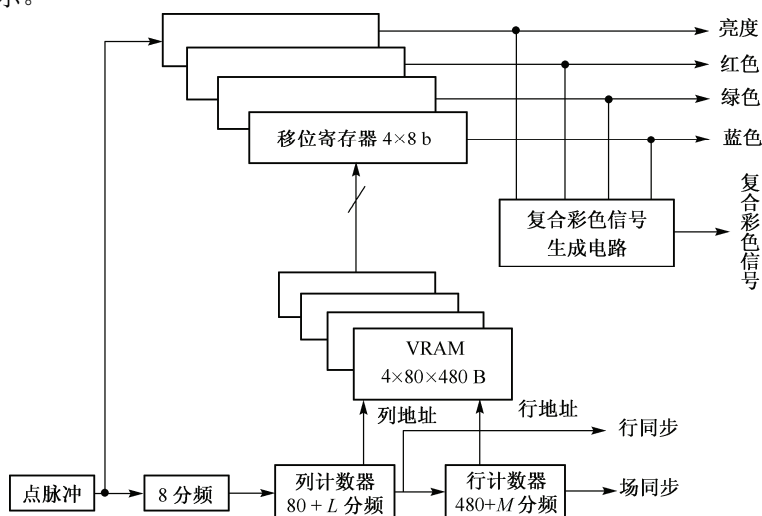 示。
亮度
红色
绿色
移位寄存器 4×8 b
蓝色
复合彩色信号
生成电路
复合彩色信号
VRAM
4×80×480 B
列地址
行地址
行同步
点脉冲
8 分频
列计数器
80 + L 分频
行计数器
480+M 分频
场同步